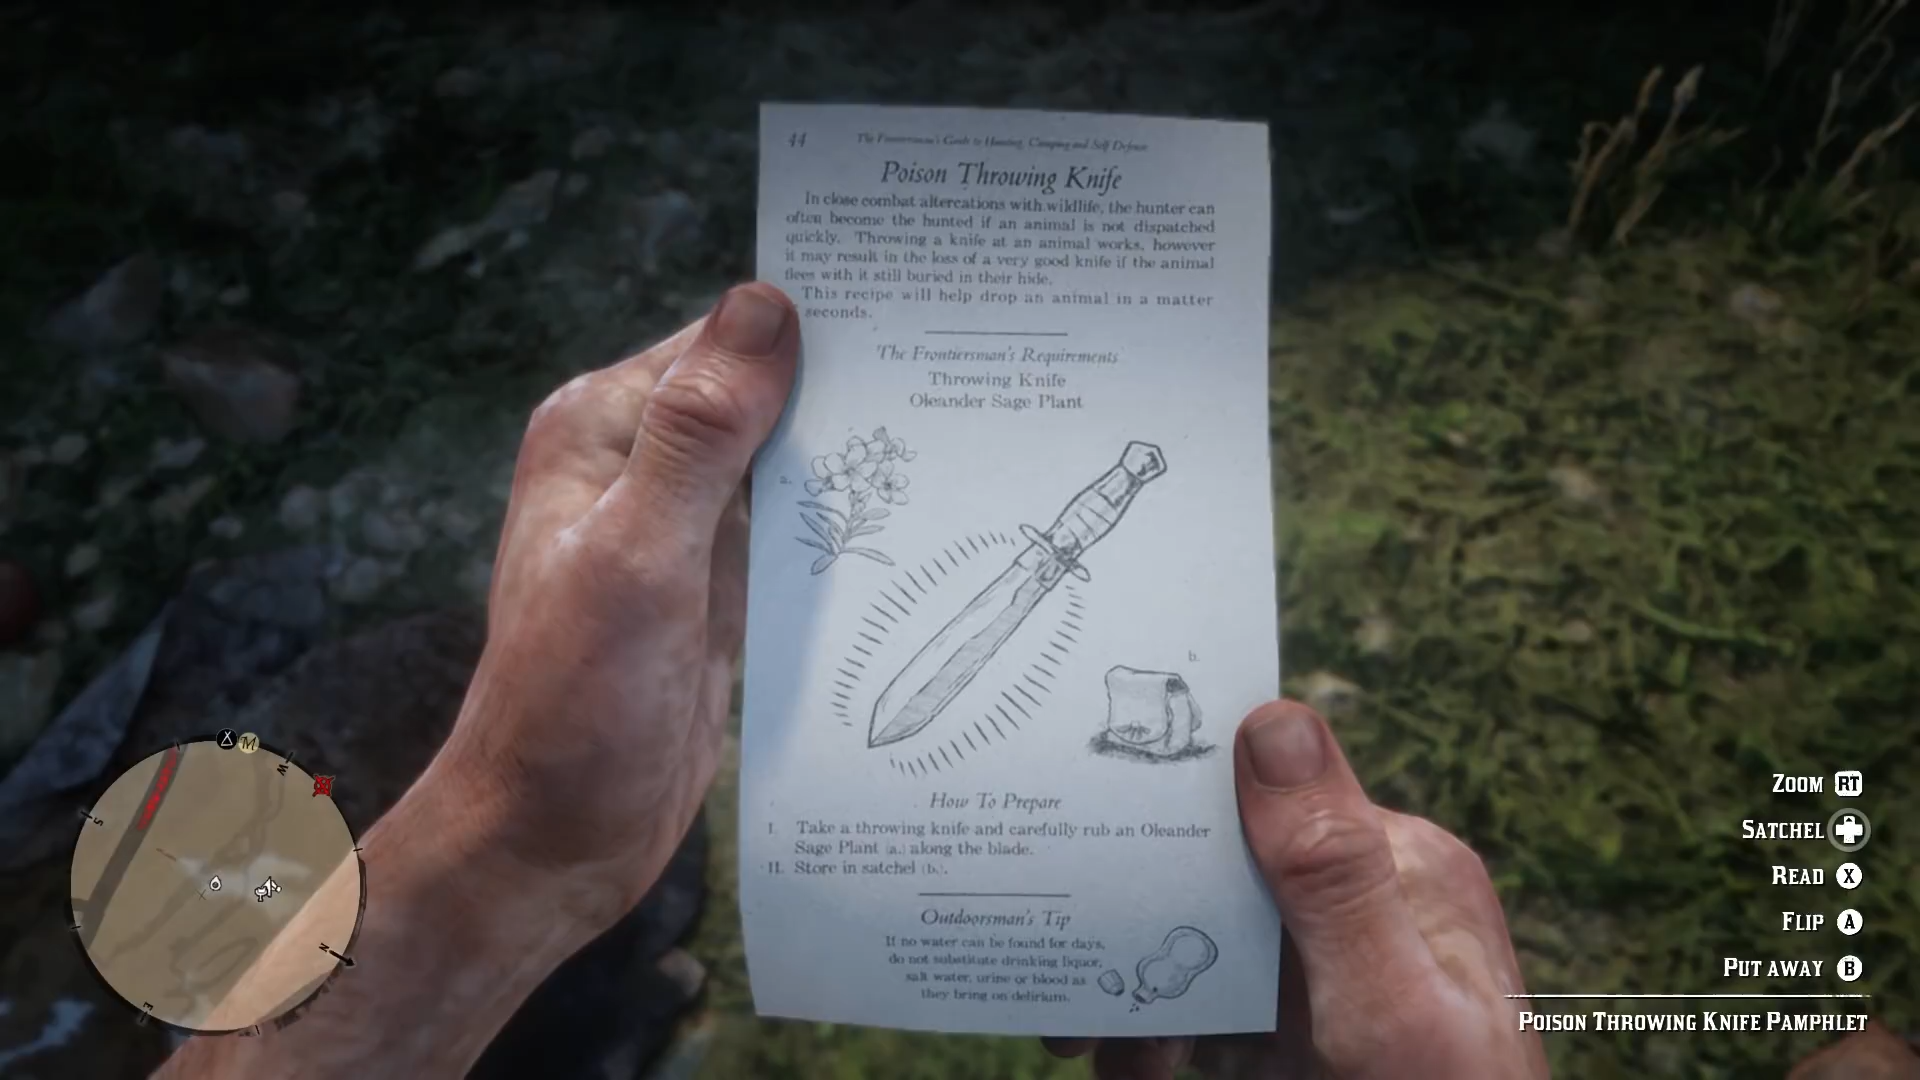 44 The Frontiersman's Guide to Hunting, Camping and Self Defense
Poison Throwing Knife
In close combat altercations with wildlife, the hunter can
often become the hunted if an animal is not dispatched
quickly. Throwing a knife at an animal works, however
it may result in the loss of a very good knife if the animal
flees with it still buried in their hide.
This recipe will help drop an animal in a matter
seconds.
The Frontiersman's Requirements
Throwing Knife
Oleander Sage Plant
a.
b.
How To Prepare
I. Take a throwing knife and carefully rub an Oleander
Sage Plant (a.) along the blade.
II. Store in satchel (b.).
Outdoorsman's Tip
If no water can be found for days,
do not substitute drinking liquor,
salt water, urine or blood as
they bring on delirium.
M
W
S
N
E
ZOOM RT
SATCHEL
READ X
FLIP A
PUT AWAY B
POISON THROWING KNIFE PAMPHLET